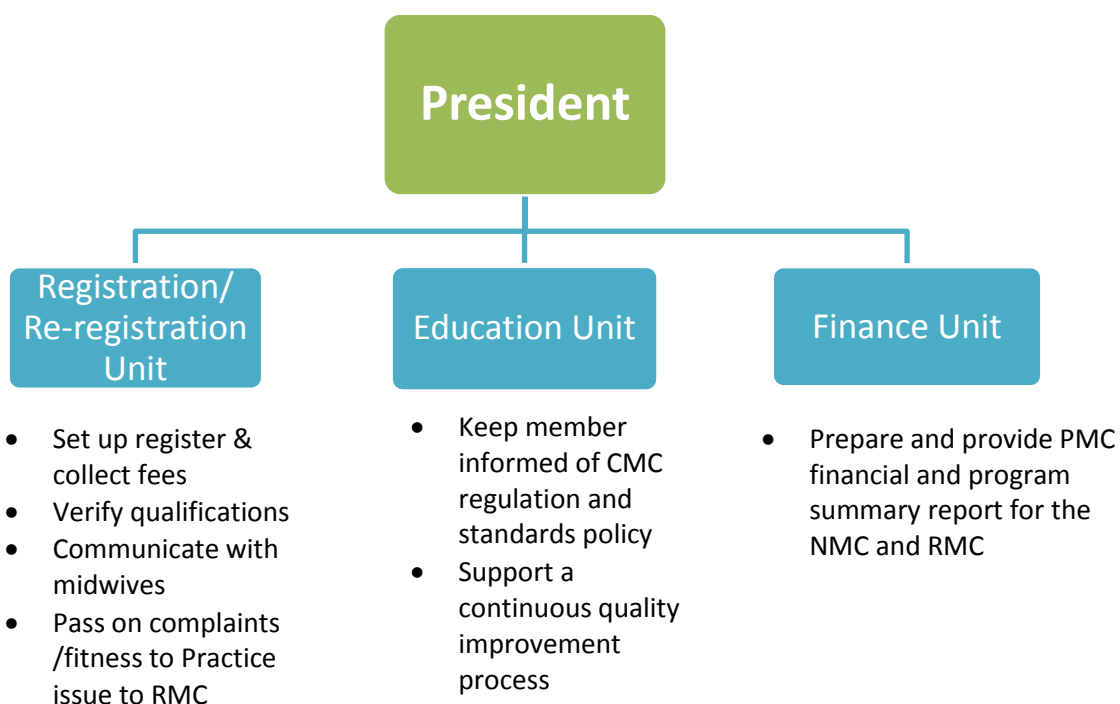 President
Registration/
Re-registration
Unit
• Set up register &
collect fees
• Verify qualifications
• Communicate with
midwives
• Pass on complaints
/fitness to Practice
issue to RMC
Education Unit
• Keep member
informed of CMC
regulation and
standards policy
• Support a
continuous quality
improvement
process
Finance Unit
• Prepare and provide PMC
financial and program
summary report for the
NMC and RMC